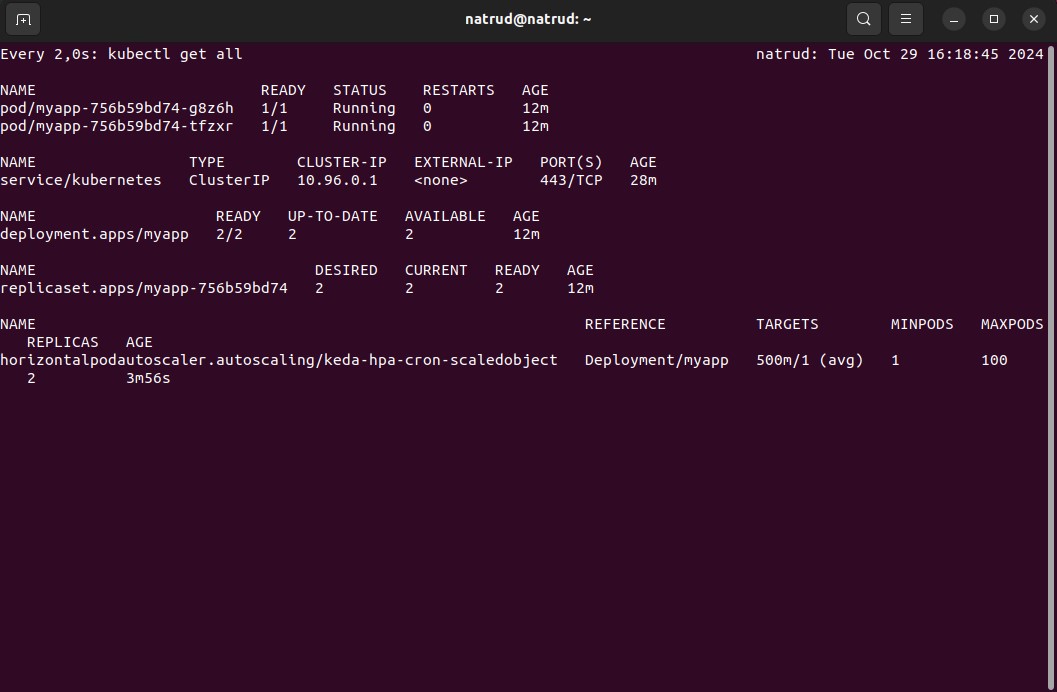 natrud@natrud: ~
Every 2,0s: kubectl get all                                                         natrud: Tue Oct 29 16:18:45 2024
NAME                         READY   STATUS    RESTARTS   AGE
pod/myapp-756b59bd74-g8z6h   1/1     Running   0          12m
pod/myapp-756b59bd74-tfzxr   1/1     Running   0          12m
NAME                 TYPE        CLUSTER-IP   EXTERNAL-IP   PORT(S)   AGE
service/kubernetes   ClusterIP   10.96.0.1    <none>        443/TCP   28m
NAME                    READY   UP-TO-DATE   AVAILABLE   AGE
deployment.apps/myapp   2/2     2            2           12m
NAME                               DESIRED   CURRENT   READY   AGE
replicaset.apps/myapp-756b59bd74   2         2         2       12m
NAME                                                             REFERENCE          TARGETS        MINPODS   MAXPODS
   REPLICAS   AGE
horizontalpodautoscaler.autoscaling/keda-hpa-cron-scaledobject   Deployment/myapp   500m/1 (avg)   1         100
   2          3m56s